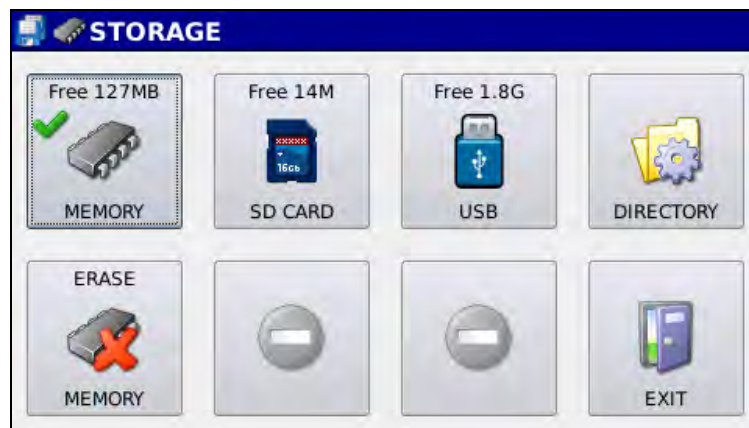 STORAGE
Free 127MB
MEMORY
Free 14M
16Gb
SD CARD
Free 1.8G
USB
DIRECTORY
ERASE
MEMORY
EXIT